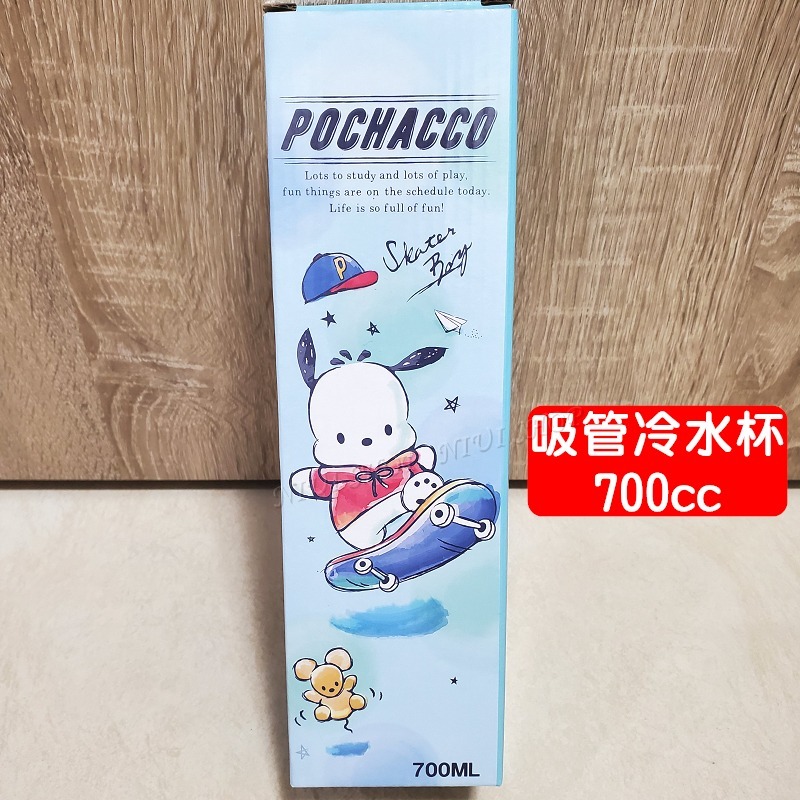 POCHACCO
Lots to study and lots of play,
fun things are on the schedule today.
Life is so full of fun!
Skater
Boy
P
吸管冷水杯
700cc
700ML